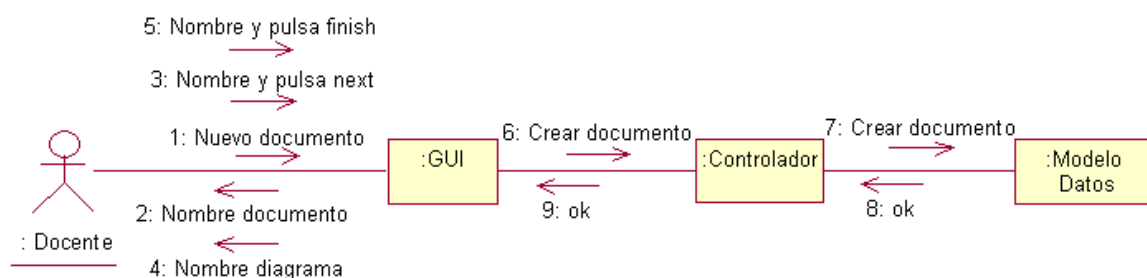 5: Nombre y pulsa finish
3: Nombre y pulsa next
1: Nuevo documento
6: Crear documento
7: Crear documento
:GUI
:Controlador
:Modelo
Datos
2: Nombre documento
9: ok
8: ok
: Docente
4: Nombre diagrama